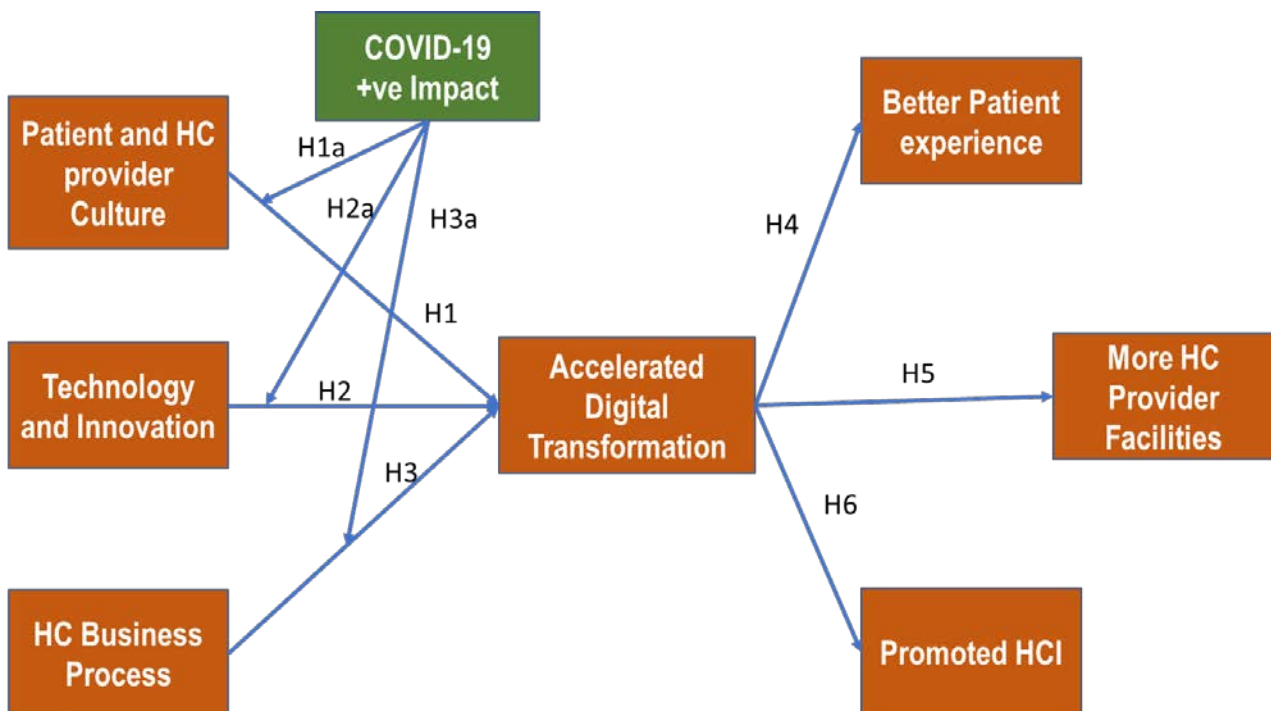 COVID-19
+ve Impact
Patient and HC
provider
Culture
H1a
H2a
H3a
H1
Technology
and Innovation
H2
HC Business
Process
H3
Accelerated
Digital
Transformation
H4
Better Patient
experience
H5
More HC
Provider
Facilities
H6
Promoted HCI